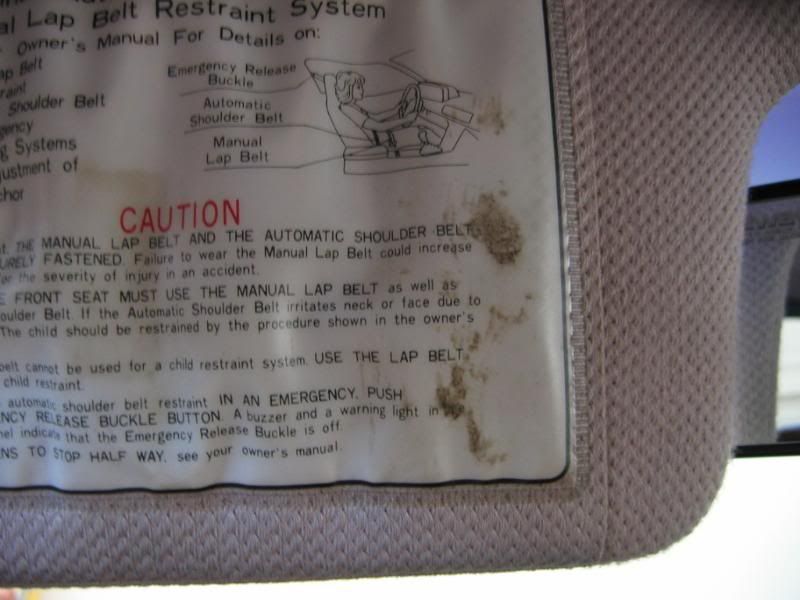 al Lap Belt Restraint System
Owner's Manual For Details on:
ap Belt
raint
Shoulder Belt
gency
g Systems
justment of
chor
Emergency Release
Buckle
Automatic
Shoulder Belt
Manual
Lap Belt
CAUTION
at. THE MANUAL LAP BELT AND THE AUTOMATIC SHOULDER BELT
URELY FASTENED. Failure to wear the Manual Lap Belt could increase
or the severity of injury in an accident.
E FRONT SEAT MUST USE THE MANUAL LAP BELT as well as
oulder Belt. If the Automatic Shoulder Belt irritates neck or face due to
The child should be restrained by the procedure shown in the owner's
belt cannot be used for a child restraint system. USE THE LAP BELT
child restraint.
automatic shoulder belt restraint IN AN EMERGENCY, PUSH
ENCY RELEASE BUCKLE BUTTON. A buzzer and a warning light in
nel indicate that the Emergency Release Buckle is off.
ENS TO STOP HALF WAY, see your owner's manual.